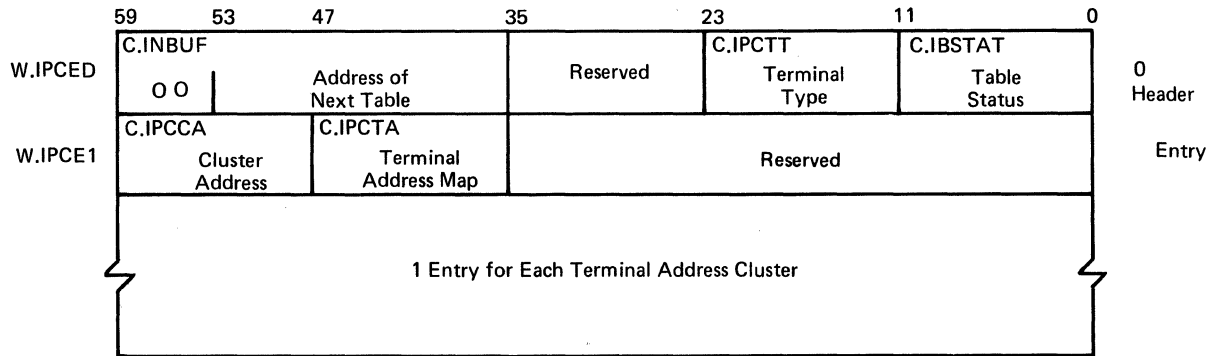 59 53 47 35 23 11 0
W.IPCED C.INBUF C.IPCTT C.IBSTAT
0 0 Address of Next Table Reserved Terminal Type Table Status 0 Header
W.IPCE1 C.IPCCA C.IPCTA
Cluster Address Terminal Address Map Reserved Entry
1 Entry for Each Terminal Address Cluster